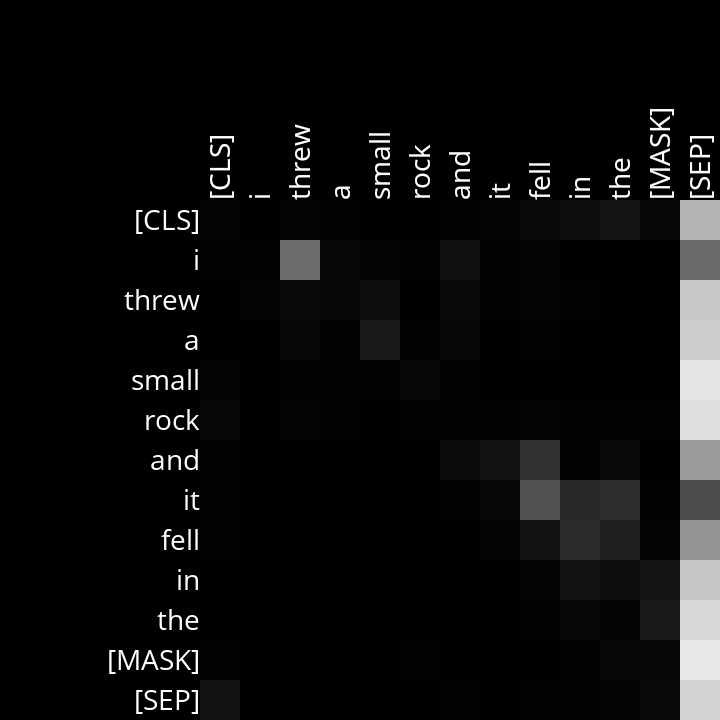 [CLS] i threw a small rock and it fell in the [MASK] [SEP]
[CLS]
i
threw
a
small
rock
and
it
fell
in
the
[MASK]
[SEP]